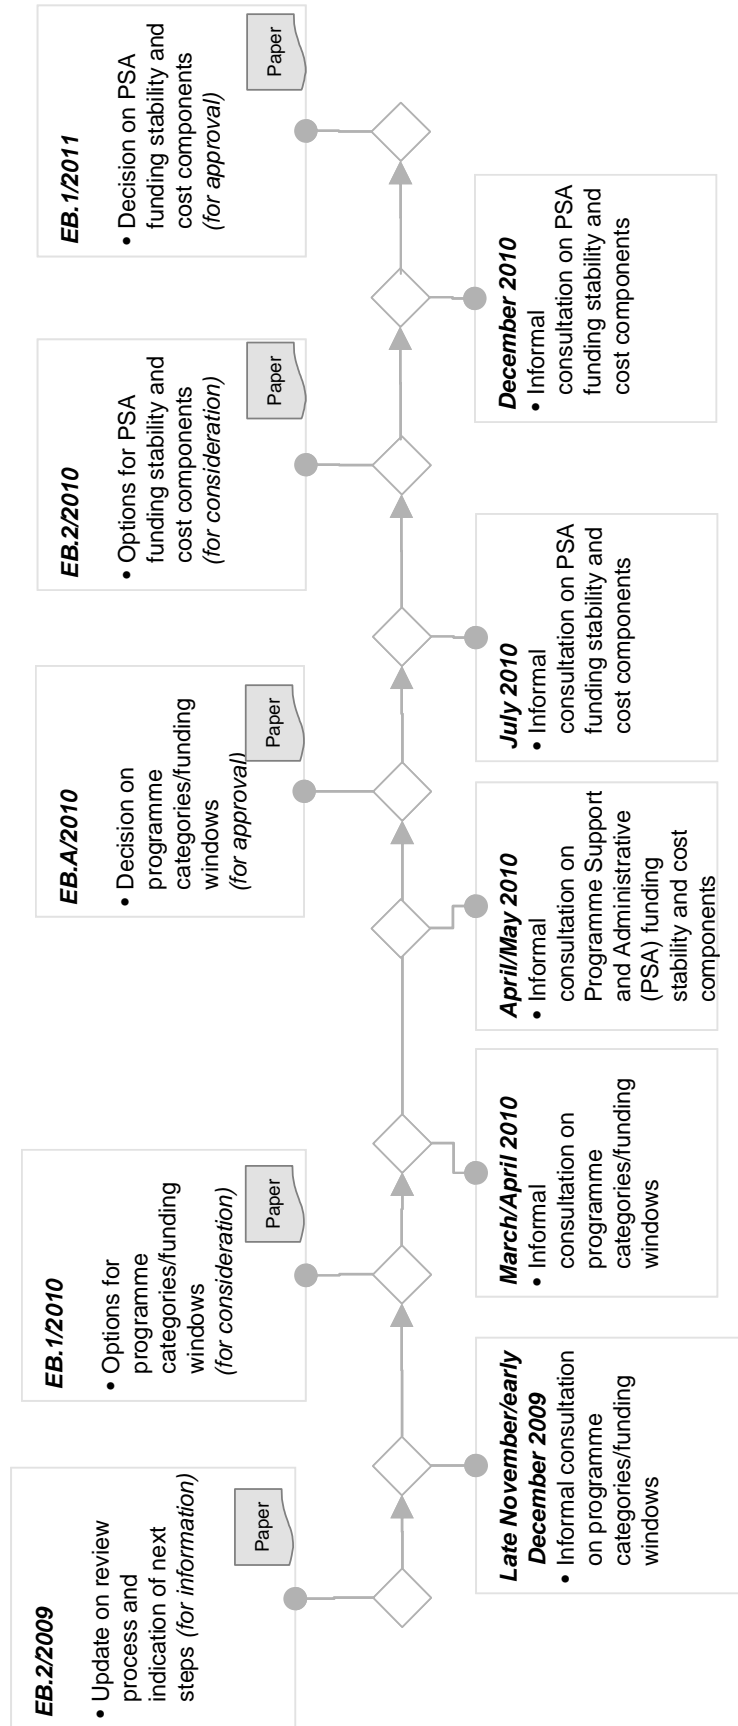 EB.2/2009
• Update on review
process and
indication of next
steps (for information)
Paper
Late November/early
December 2009
• Informal consultation
on programme
categories/funding
windows
EB.1/2010
• Options for
programme
categories/funding
windows
(for consideration)
Paper
March/April 2010
• Informal
consultation on
programme
categories/funding
windows
April/May 2010
• Informal
consultation on
Programme Support
and Administrative
(PSA) funding
stability and cost
components
EB.A/2010
• Decision on
programme
categories/funding
windows
(for approval)
Paper
July 2010
• Informal
consultation on PSA
funding stability and
cost components
EB.2/2010
• Options for PSA
funding stability and
cost components
(for consideration)
Paper
December 2010
• Informal
consultation on PSA
funding stability and
cost components
EB.1/2011
• Decision on PSA
funding stability and
cost components
(for approval)
Paper